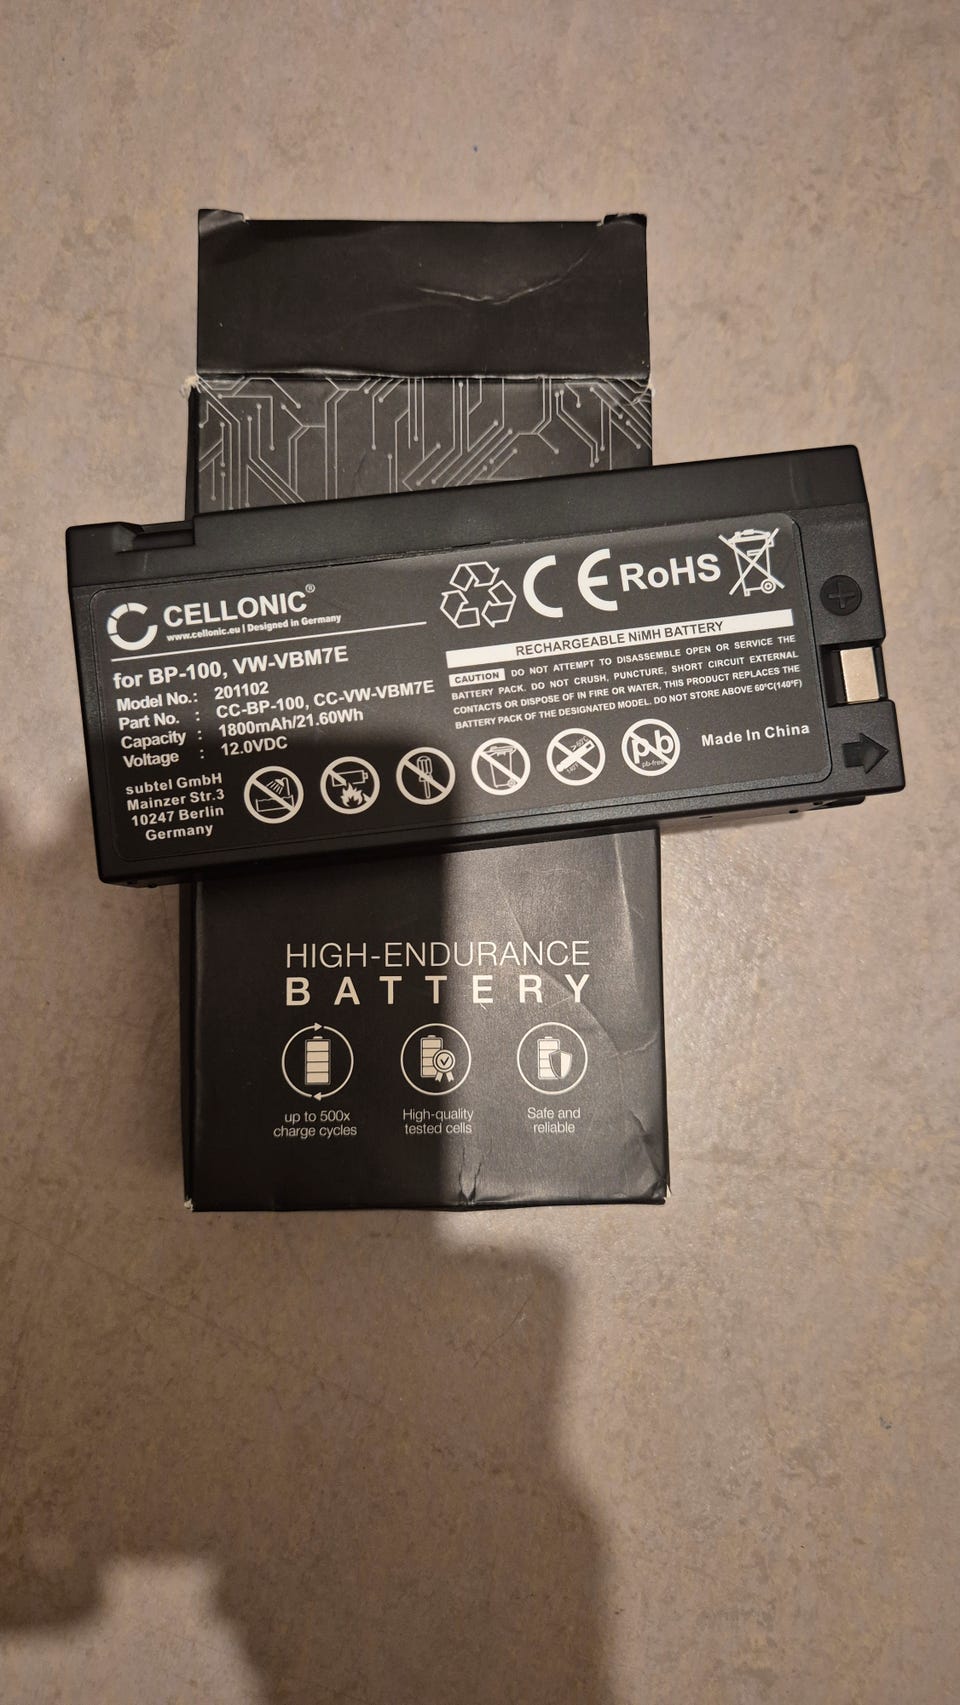 CELLONIC®
www.cellonic.eu | Designed in Germany
for BP-100, VW-VBM7E
Model No.: 201102
Part No. : CC-BP-100, CC-VW-VBM7E
Capacity : 1800mAh/21.60Wh
Voltage : 12.0VDC
subtel GmbH
Mainzer Str.3
10247 Berlin
Germany
CE RoHS
RECHARGEABLE NiMH BATTERY
CAUTION DO NOT ATTEMPT TO DISASSEMBLE OPEN OR SERVICE THE
BATTERY PACK. DO NOT CRUSH, PUNCTURE, SHORT CIRCUIT EXTERNAL
CONTACTS OR DISPOSE OF IN FIRE OR WATER, THIS PRODUCT REPLACES THE
BATTERY PACK OF THE DESIGNATED MODEL. DO NOT STORE ABOVE 60°C(140°F)
pb
pb-free
Made In China
+
HIGH-ENDURANCE
BATTERY
up to 500x
charge cycles
High-quality
tested cells
Safe and
reliable